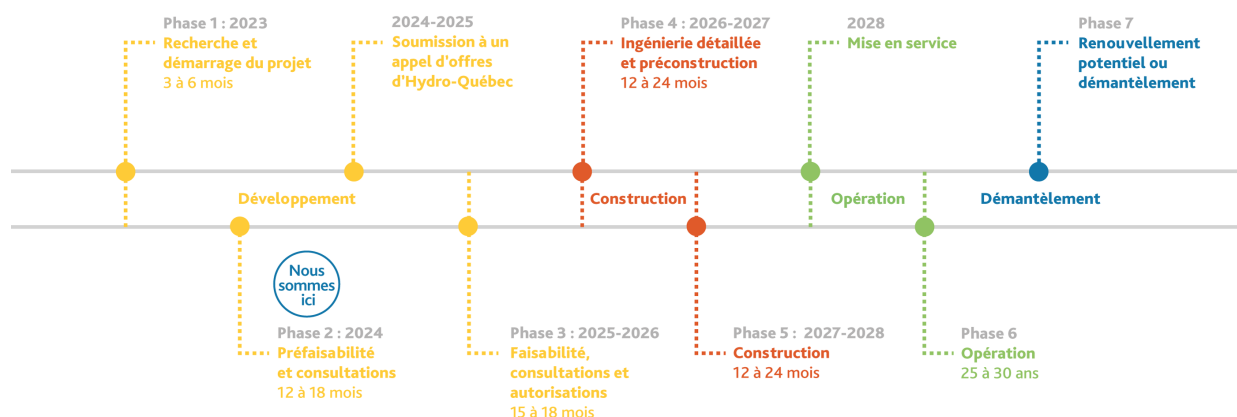 Phase 1 : 2023
Recherche et
démarrage du projet
3 à 6 mois
2024-2025
Soumission à un
appel d'offres
d'Hydro-Québec
Phase 4 : 2026-2027
Ingénierie détaillée
et préconstruction
12 à 24 mois
2028
Mise en service
Phase 7
Renouvellement
potentiel ou
démantèlement
Développement
Construction
Opération
Démantèlement
Nous
sommes
ici
Phase 2 : 2024
Préfaisabilité
et consultations
12 à 18 mois
Phase 3 : 2025-2026
Faisabilité,
consultations et
autorisations
15 à 18 mois
Phase 5 : 2027-2028
Construction
12 à 24 mois
Phase 6
Opération
25 à 30 ans